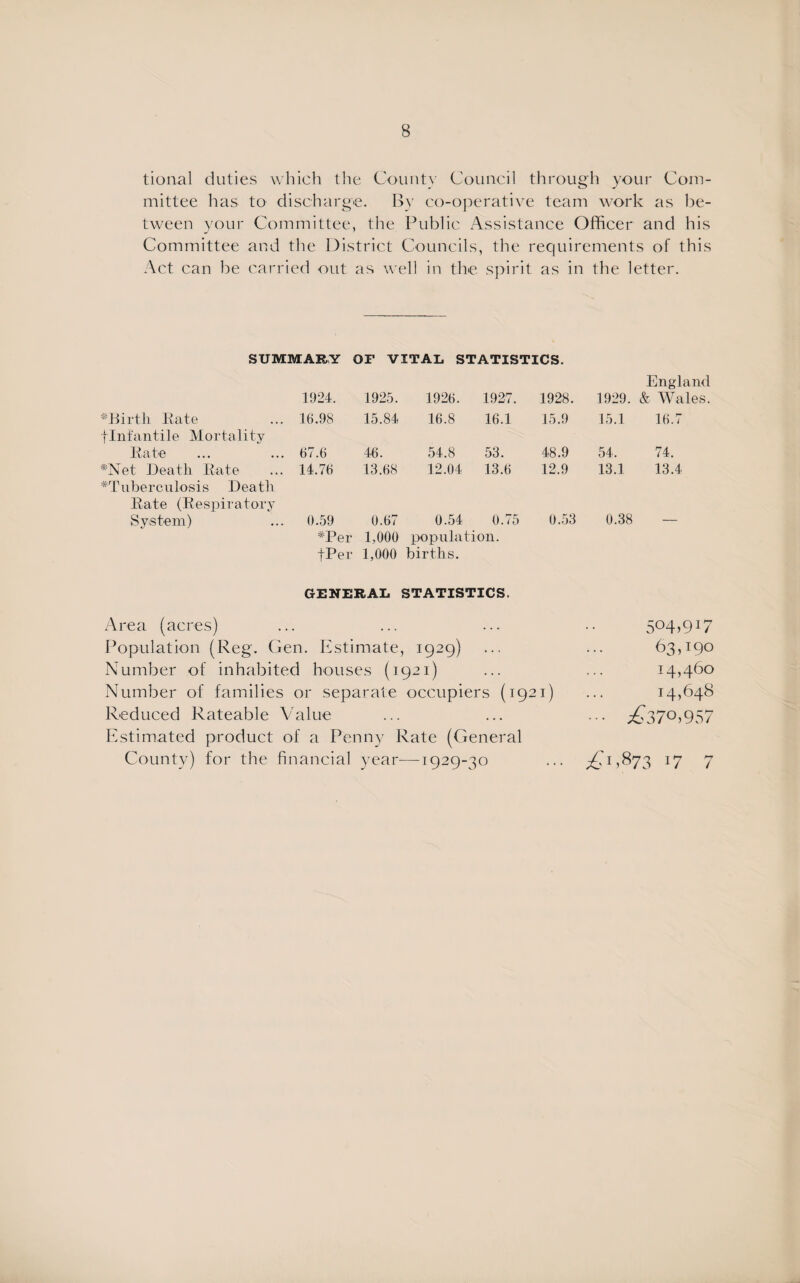 8
tional duties which the County Council through your Com-
mittee has to discharge. By co-operative team work as be-
tween your Committee, the Public Assistance Officer and his
Committee and the District Councils, the requirements of this
Act can be carried out as well in the spirit as in the letter.
SUMMARY OF VITAL STATISTICS.
England
1924. 1925. 1926. 1927. 1928. 1929. & Wales.
*Birth Rate ... 16.98 15.84 16.8 16.1 15.9 15.1 16.7
†Infantile Mortality
Rate ... ... 67.6 46. 54.8 53. 48.9 54. 74.
*Net Death Rate ... 14.76 13.68 12.04 13.6 12.9 13.1 13.4
*Tuberculosis Death
Rate (Respiratory
System) ... 0.59 0.67 0.54 0.75 0.53 0.38 —
*Per 1,000 population.
†Per 1,000 births.
GENERAL STATISTICS.
Area (acres) ... ... ... .. 504,917
Population (Reg. Gen. Estimate, 1929) ... ... 63,190
Number of inhabited houses (1921) ... ... 14,460
Number of families or separate occupiers (1921) ... 14,648
Reduced Rateable Value ... ... ... £370,957
Estimated product of a Penny Rate (General
County) for the financial year—1929-30 ... £1,873 17 7